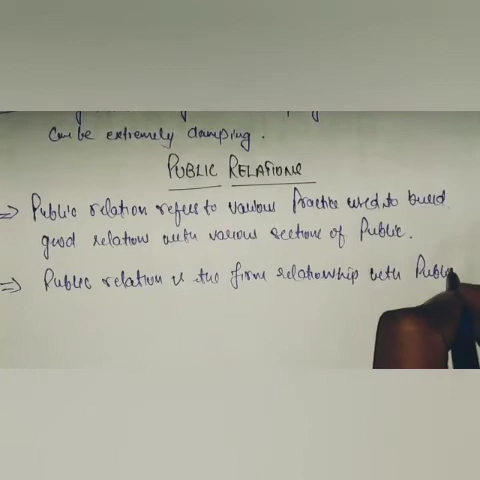 can be extremely damping.
PUBLIC RELATIONS
=> Public relation refers to various Practice used to build
good relation with various sections of Public.
=> Public relation is the firm relationship with Public